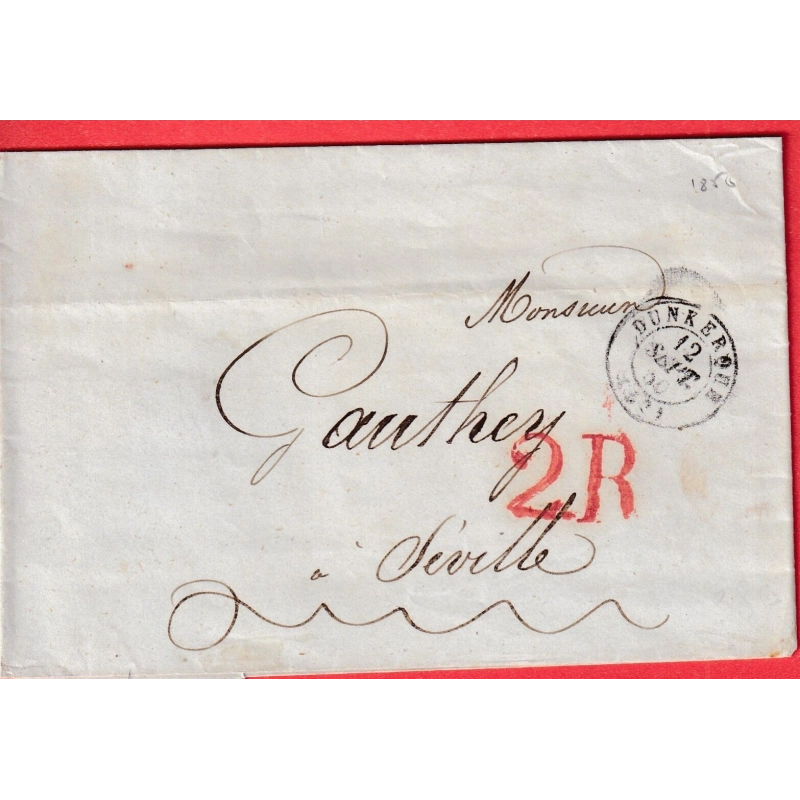 1856
Monsieur
DUNKERQUE
12
SEPT.
Gauthey
2R
à Séville